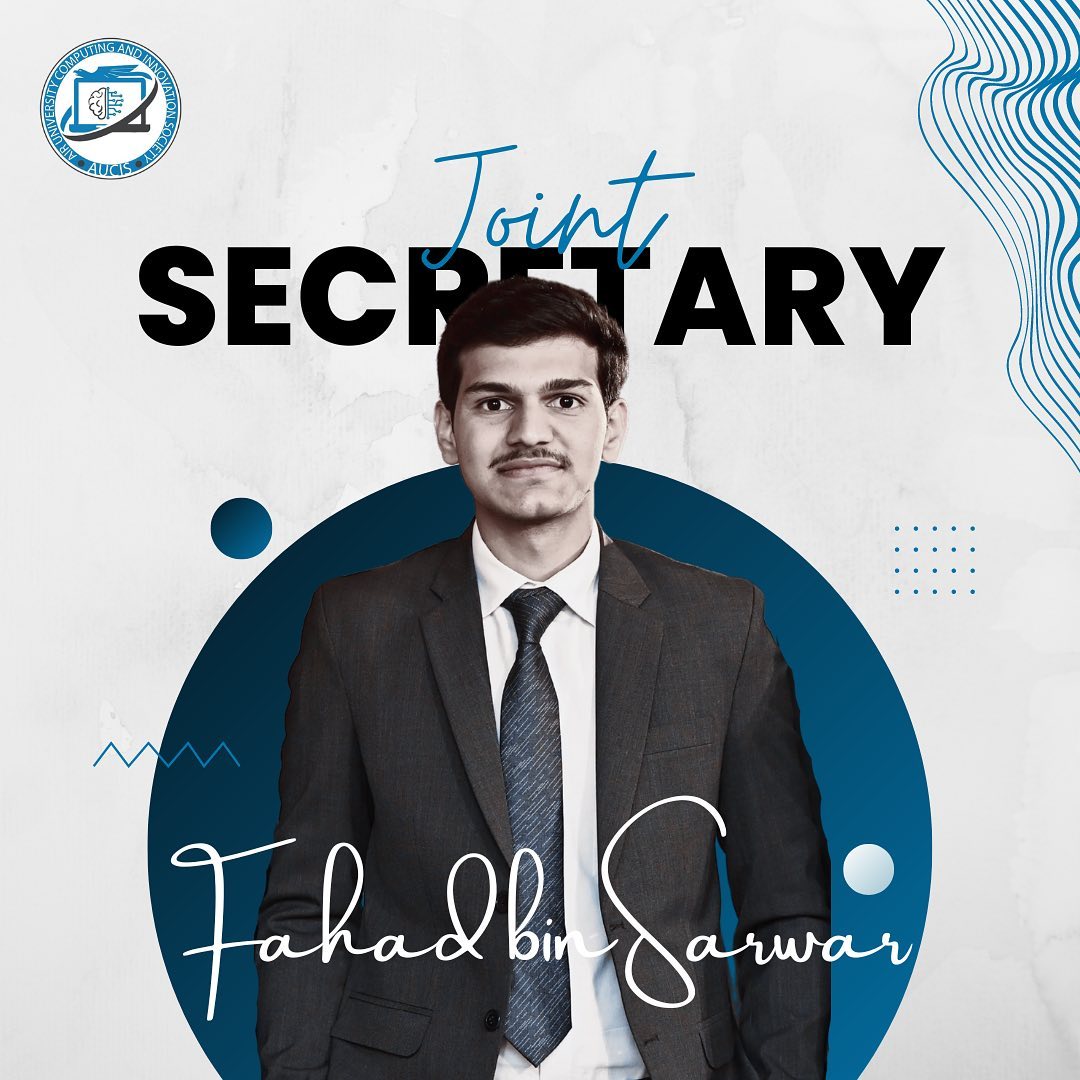 AIR UNIVERSITY COMPUTING AND INNOVATION SOCIETY
AUCIS
Joint
SECRETARY
Fahad bin Sarwar